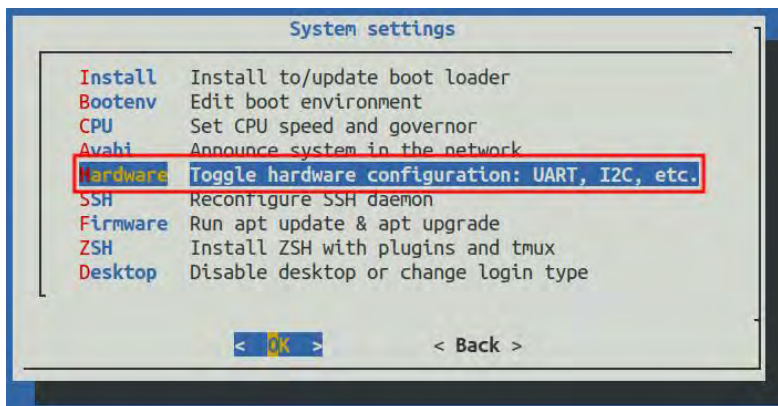 System settings
Install Install to/update boot loader
Bootenv Edit boot environment
CPU Set CPU speed and governor
Avahi Announce system in the network
Hardware Toggle hardware configuration: UART, I2C, etc.
SSH Reconfigure SSH daemon
Firmware Run apt update & apt upgrade
ZSH Install ZSH with plugins and tmux
Desktop Disable desktop or change login type
< OK > < Back >